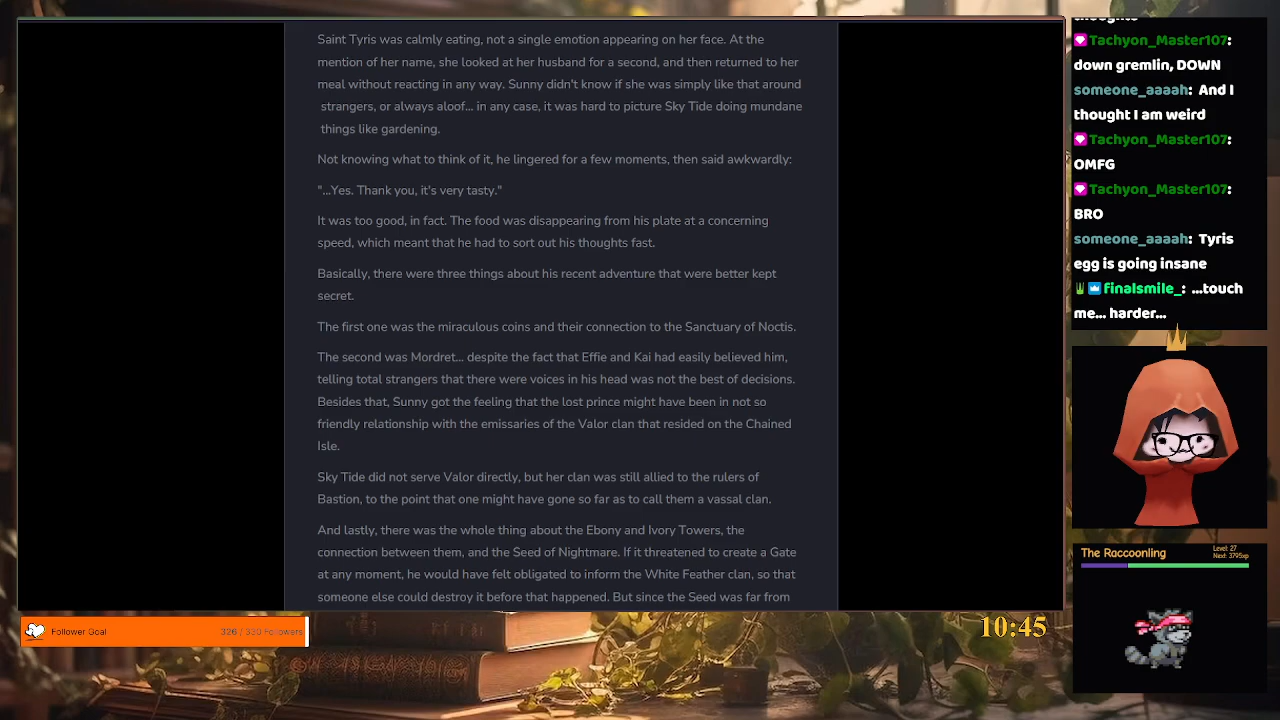 Saint Tyris was calmly eating, not a single emotion appearing on her face. At the
mention of her name, she looked at her husband for a second, and then returned to her
meal without reacting in any way. Sunny didn't know if she was simply like that around
strangers, or always aloof... in any case, it was hard to picture Sky Tide doing mundane
things like gardening.
Not knowing what to think of it, he lingered for a few moments, then said awkwardly:
"...Yes. Thank you, it's very tasty."
It was too good, in fact. The food was disappearing from his plate at a concerning
speed, which meant that he had to sort out his thoughts fast.
Basically, there were three things about his recent adventure that were better kept
secret.
The first one was the miraculous coins and their connection to the Sanctuary of Noctis.
The second was Mordret... despite the fact that Effie and Kai had easily believed him,
telling total strangers that there were voices in his head was not the best of decisions.
Besides that, Sunny got the feeling that the lost prince might have been in not so
friendly relationship with the emissaries of the Valor clan that resided on the Chained
Isle.
Sky Tide did not serve Valor directly, but her clan was still allied to the rulers of
Bastion, to the point that one might have gone so far as to call them a vassal clan.
And lastly, there was the whole thing about the Ebony and Ivory Towers, the
connection between them, and the Seed of Nightmare. If it threatened to create a Gate
at any moment, he would have felt obligated to inform the White Feather clan, so that
someone else could destroy it before that happened. But since the Seed was far from
Tachyon_Master107:
down gremlin, DOWN
someone_aaaah: And I
thought I am weird
Tachyon_Master107:
OMFG
Tachyon_Master107:
BRO
someone_aaaah: Tyris
egg is going insane
finalsmile_: ...touch
me... harder...
The Raccoonling
Level: 27
Next: 3795xp
Follower Goal
326 / 330 Followers
10:45